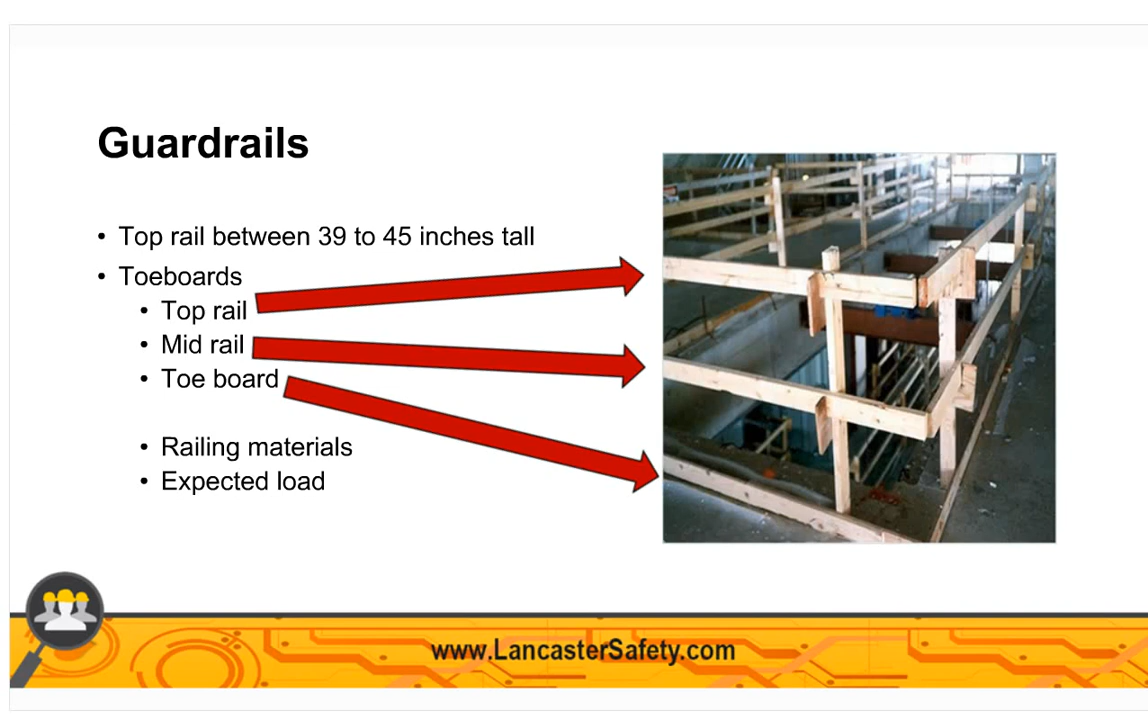 Guardrails
• Top rail between 39 to 45 inches tall
• Toeboards
• Top rail
• Mid rail
• Toe board
• Railing materials
• Expected load
www.LancasterSafety.com